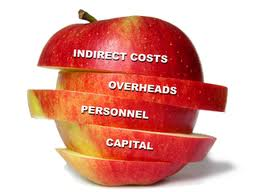 INDIRECT COSTS
OVERHEADS
PERSONNEL
CAPITAL